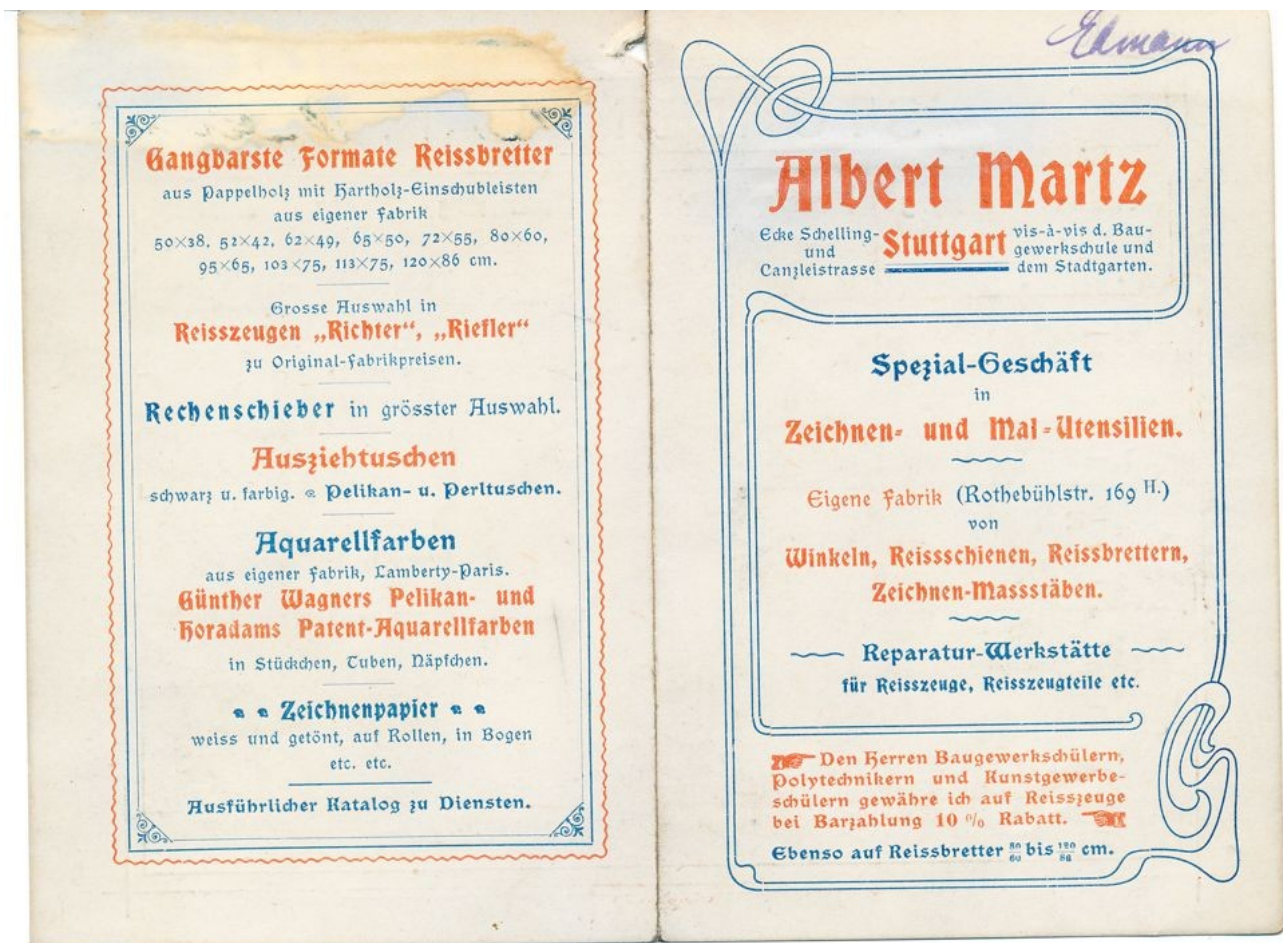 Gangbarste Formate Reissbretter
aus Pappelholz mit Hartholz-Einschubleisten
aus eigener Fabrik
50×38, 52×42, 62×49, 65×50, 72×55, 80×60,
95×65, 103×75, 113×75, 120×86 cm.
Grosse Auswahl in
Reisszeugen „Richter“, „Riefler“
zu Original-Fabrikpreisen.
Rechenschieber in grösster Auswahl.
Ausziehtuschen
schwarz u. farbig. Pelikan- u. Perltuschen.
Aquarellfarben
aus eigener Fabrik, Lamberty-Paris.
Günther Wagners Pelikan- und
Horadams Patent-Aquarellfarben
in Stückchen, Tuben, Näpfchen.
Zeichnenpapier
weiss und getönt, auf Rollen, in Bogen
etc. etc.
Ausführlicher Katalog zu Diensten.
Albert Martz
Ecke Schelling-
und
Canzleistrasse
Stuttgart
vis-à-vis d. Bau-
gewerkschule und
dem Stadtgarten.
Spezial-Geschäft
in
Zeichnen- und Mal-Utensilien.
Eigene Fabrik (Rothebühlstr. 169 H.)
von
Winkeln, Reissschienen, Reissbrettern,
Zeichnen-Massstäben.
Reparatur-Werkstätte
für Reisszeuge, Reisszeugteile etc.
Den Herren Baugewerkschülern,
Polytechnikern und Kunstgewerbe-
schülern gewähre ich auf Reisszeuge
bei Barzahlung 10 % Rabatt.
Ebenso auf Reissbretter 80/60 bis 120/86 cm.